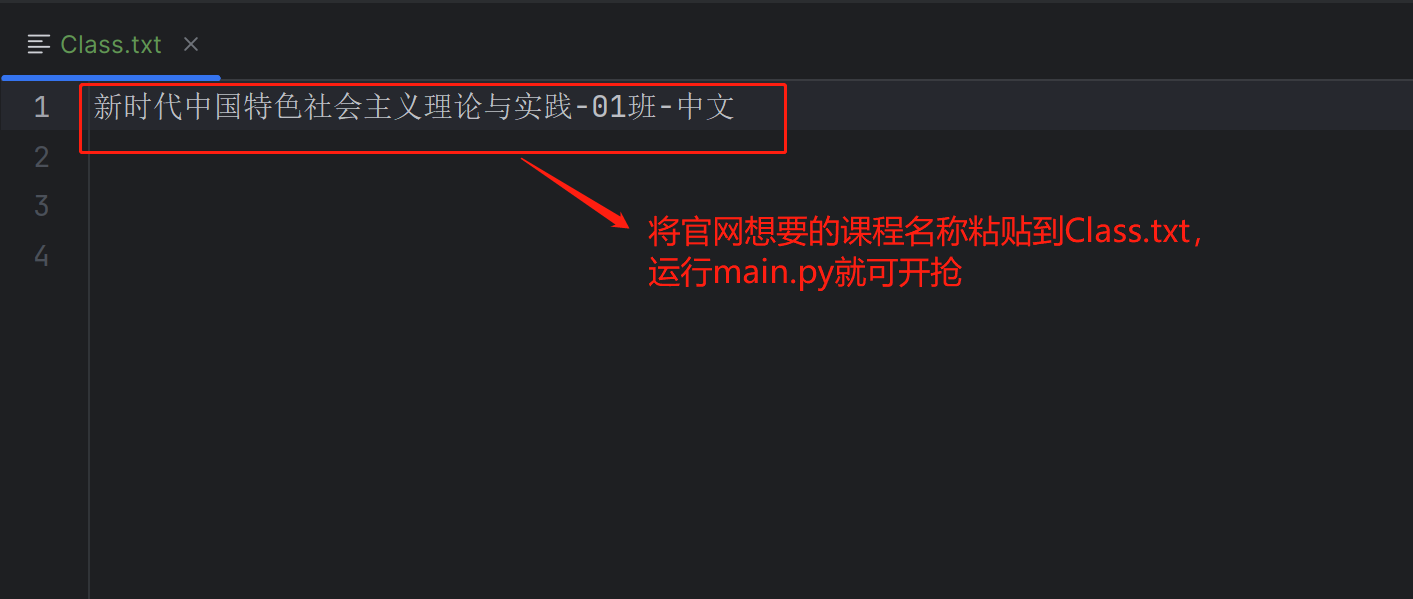 Class.txt
1 新时代中国特色社会主义理论与实践-01班-中文
2
3
4
将官网想要的课程名称粘贴到Class.txt,
运行main.py就可开抢